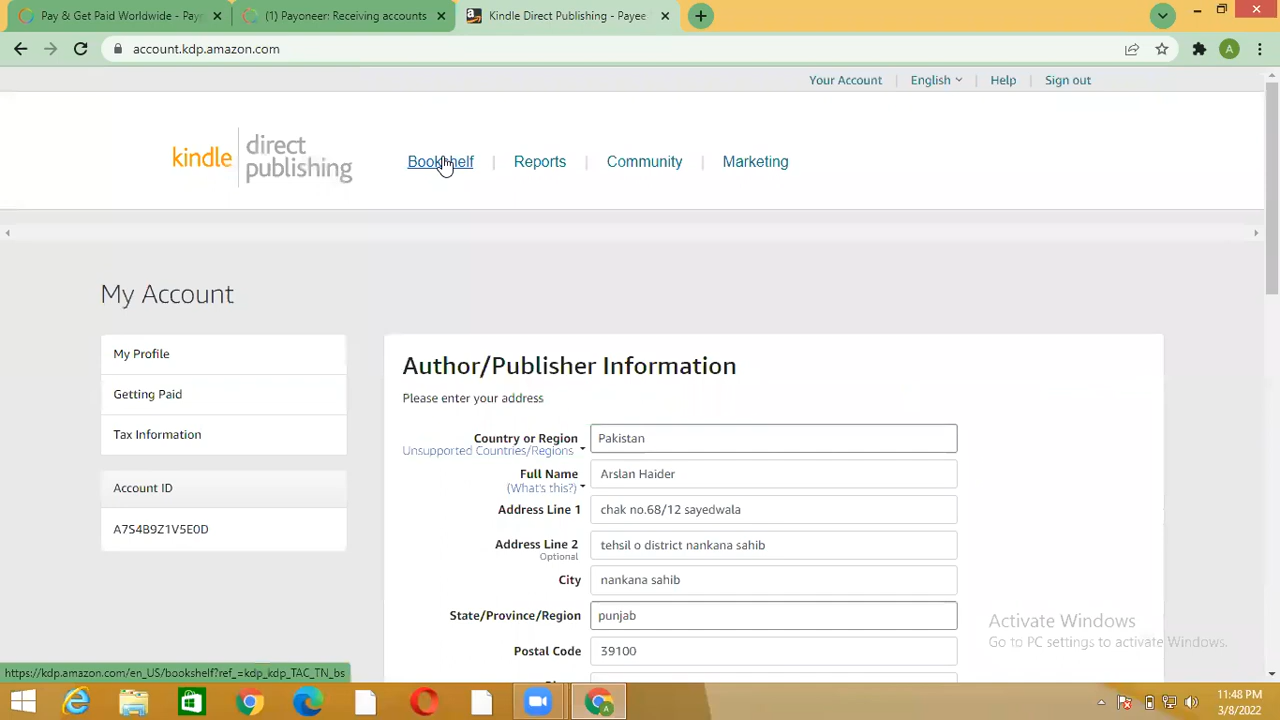 Pay & Get Paid Worldwide - Pay
(1) Payoneer: Receiving accounts
Kindle Direct Publishing - Payee
account.kdp.amazon.com
A
Your Account | English | Help | Sign out
kindle direct publishing
Bookshelf | Reports | Community | Marketing
My Account
My Profile
Getting Paid
Tax Information
Account ID
A7S4B9Z1V5E0D
Author/Publisher Information
Please enter your address
Country or Region Pakistan
Unsupported Countries/Regions
Full Name Arslan Haider
(What's this?)
Address Line 1 chak no.68/12 sayedwala
Address Line 2 tehsil o district nankana sahib
Optional
City nankana sahib
State/Province/Region punjab
Postal Code 39100
Activate Windows
Go to PC settings to activate Windows.
https://kdp.amazon.com/en_US/bookshelf?ref_=kdp_kdp_TAC_TN_bs
11:48 PM
3/8/2022